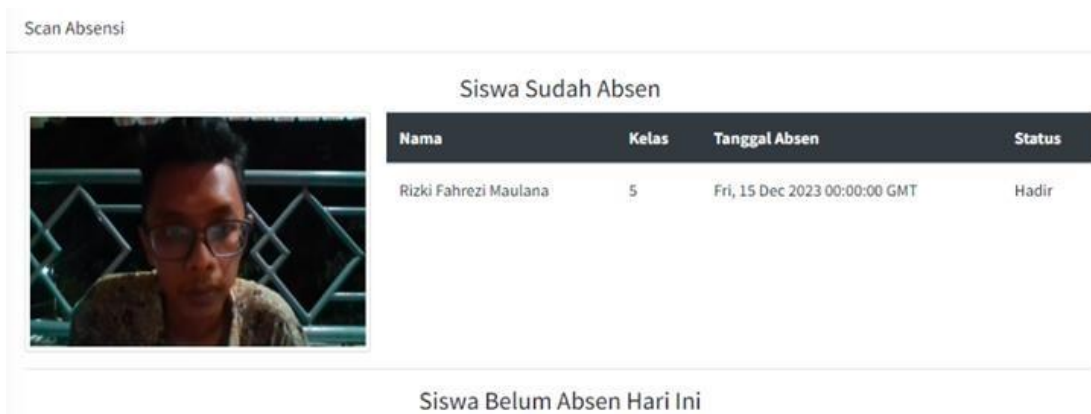 Scan Absensi
Siswa Sudah Absen
Nama Kelas Tanggal Absen Status
Rizki Fahrezi Maulana 5 Fri, 15 Dec 2023 00:00:00 GMT Hadir
Siswa Belum Absen Hari Ini